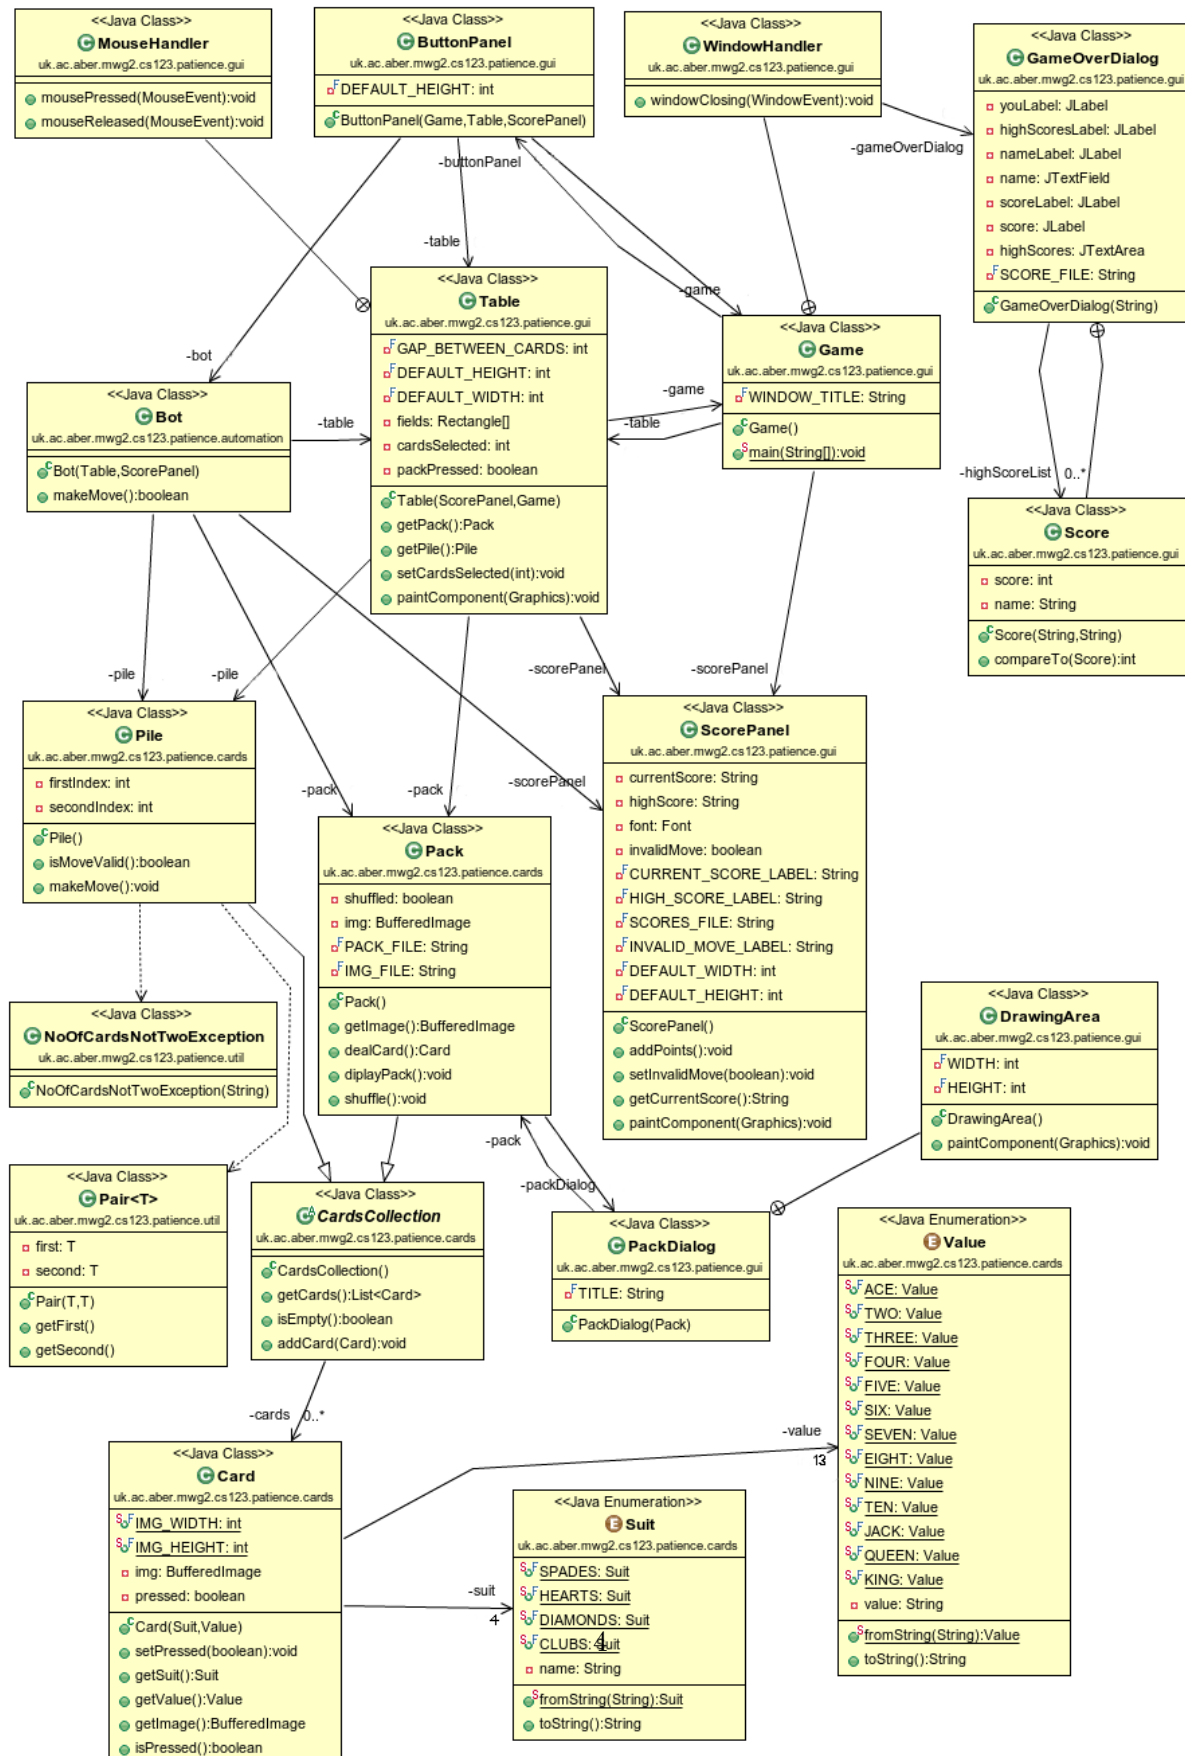 <<Java Class>>
MouseHandler
uk.ac.aber.mwg2.cs123.patience.gui
mousePressed(MouseEvent):void
mouseReleased(MouseEvent):void
<<Java Class>>
ButtonPanel
uk.ac.aber.mwg2.cs123.patience.gui
DEFAULT_HEIGHT: int
ButtonPanel(Game,Table,ScorePanel)
<<Java Class>>
WindowHandler
uk.ac.aber.mwg2.cs123.patience.gui
windowClosing(WindowEvent):void
<<Java Class>>
GameOverDialog
uk.ac.aber.mwg2.cs123.patience.gui
youLabel: JLabel
highScoresLabel: JLabel
nameLabel: JLabel
name: JTextField
scoreLabel: JLabel
score: JLabel
highScores: JTextArea
SCORE_FILE: String
GameOverDialog(String)
-gameOverDialog
-buttonPanel
-table
-game
-bot
<<Java Class>>
Table
uk.ac.aber.mwg2.cs123.patience.gui
GAP_BETWEEN_CARDS: int
DEFAULT_HEIGHT: int
DEFAULT_WIDTH: int
fields: Rectangle[]
cardsSelected: int
packPressed: boolean
Table(ScorePanel,Game)
getPack():Pack
getPile():Pile
setCardsSelected(int):void
paintComponent(Graphics):void
<<Java Class>>
Game
uk.ac.aber.mwg2.cs123.patience.gui
WINDOW_TITLE: String
Game()
main(String[]):void
<<Java Class>>
Bot
uk.ac.aber.mwg2.cs123.patience.automation
Bot(Table,ScorePanel)
makeMove():boolean
-table
-game
-table
-highScoreList 0..*
<<Java Class>>
Score
uk.ac.aber.mwg2.cs123.patience.gui
score: int
name: String
Score(String,String)
compareTo(Score):int
-pile
-pile
-scorePanel
-scorePanel
-pack
-pack
-scorePanel
<<Java Class>>
Pile
uk.ac.aber.mwg2.cs123.patience.cards
firstIndex: int
secondIndex: int
Pile()
isMoveValid():boolean
makeMove():void
<<Java Class>>
Pack
uk.ac.aber.mwg2.cs123.patience.cards
shuffled: boolean
img: BufferedImage
PACK_FILE: String
IMG_FILE: String
Pack()
getImage():BufferedImage
dealCard():Card
diplayPack():void
shuffle():void
<<Java Class>>
ScorePanel
uk.ac.aber.mwg2.cs123.patience.gui
currentScore: String
highScore: String
font: Font
invalidMove: boolean
CURRENT_SCORE_LABEL: String
HIGH_SCORE_LABEL: String
SCORES_FILE: String
INVALID_MOVE_LABEL: String
DEFAULT_WIDTH: int
DEFAULT_HEIGHT: int
ScorePanel()
addPoints():void
setInvalidMove(boolean):void
getCurrentScore():String
paintComponent(Graphics):void
<<Java Class>>
DrawingArea
uk.ac.aber.mwg2.cs123.patience.gui
WIDTH: int
HEIGHT: int
DrawingArea()
paintComponent(Graphics):void
<<Java Class>>
NoOfCardsNotTwoException
uk.ac.aber.mwg2.cs123.patience.util
NoOfCardsNotTwoException(String)
-pack
-packDialog
<<Java Class>>
Pair<T>
uk.ac.aber.mwg2.cs123.patience.util
first: T
second: T
Pair(T,T)
getFirst()
getSecond()
<<Java Class>>
CardsCollection
uk.ac.aber.mwg2.cs123.patience.cards
CardsCollection()
getCards():List<Card>
isEmpty():boolean
addCard(Card):void
<<Java Class>>
PackDialog
uk.ac.aber.mwg2.cs123.patience.gui
TITLE: String
PackDialog(Pack)
<<Java Enumeration>>
Value
uk.ac.aber.mwg2.cs123.patience.cards
ACE: Value
TWO: Value
THREE: Value
FOUR: Value
FIVE: Value
SIX: Value
SEVEN: Value
EIGHT: Value
NINE: Value
TEN: Value
JACK: Value
QUEEN: Value
KING: Value
value: String
fromString(String):Value
toString():String
-cards 0..*
-value
13
<<Java Class>>
Card
uk.ac.aber.mwg2.cs123.patience.cards
IMG_WIDTH: int
IMG_HEIGHT: int
img: BufferedImage
pressed: boolean
Card(Suit,Value)
setPressed(boolean):void
getSuit():Suit
getValue():Value
getImage():BufferedImage
isPressed():boolean
-suit
4
<<Java Enumeration>>
Suit
uk.ac.aber.mwg2.cs123.patience.cards
SPADES: Suit
HEARTS: Suit
DIAMONDS: Suit
CLUBS: Suit
4
name: String
fromString(String):Suit
toString():String